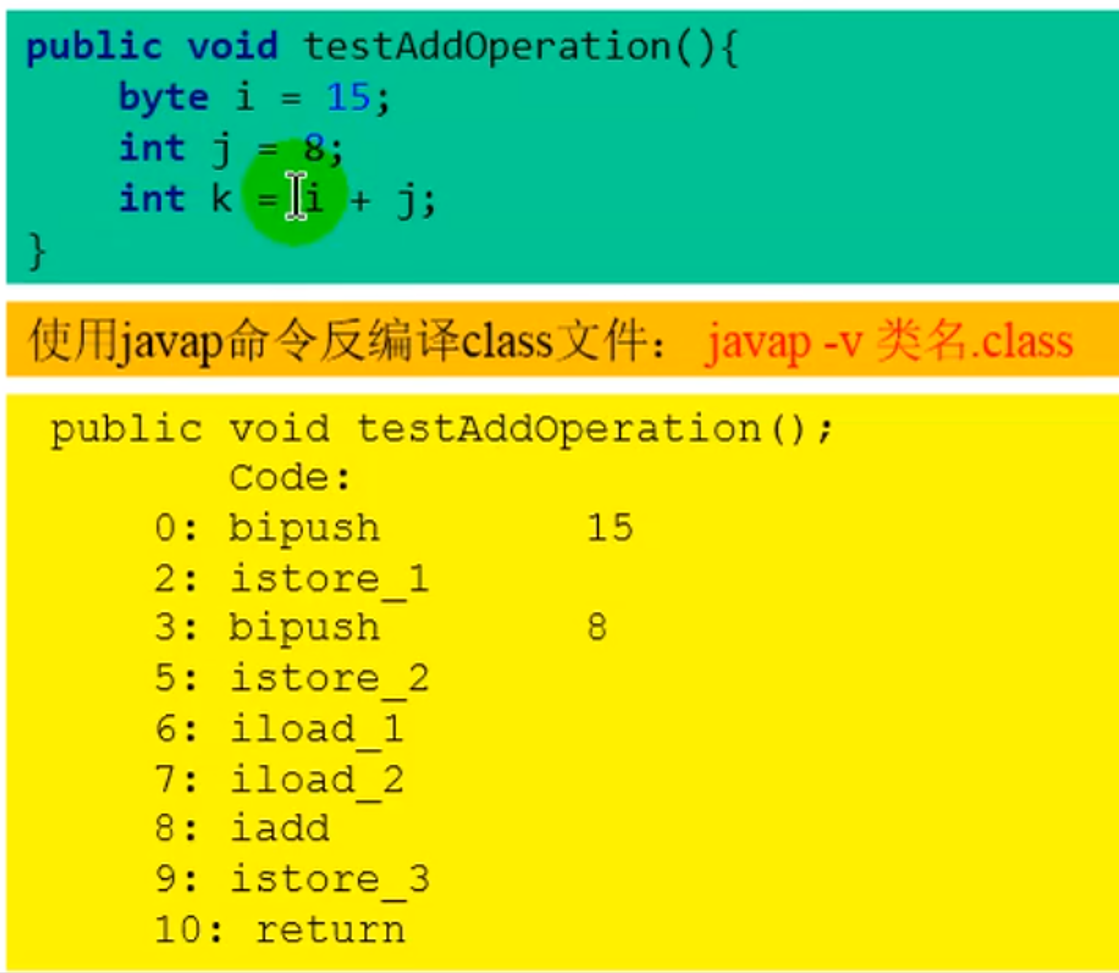 public void testAddOperation(){
byte i = 15;
int j = 8;
int k = i + j;
}
使用javap命令反编译class文件： javap -v 类名.class
public void testAddOperation();
Code:
0: bipush 15
2: istore_1
3: bipush 8
5: istore_2
6: iload_1
7: iload_2
8: iadd
9: istore_3
10: return